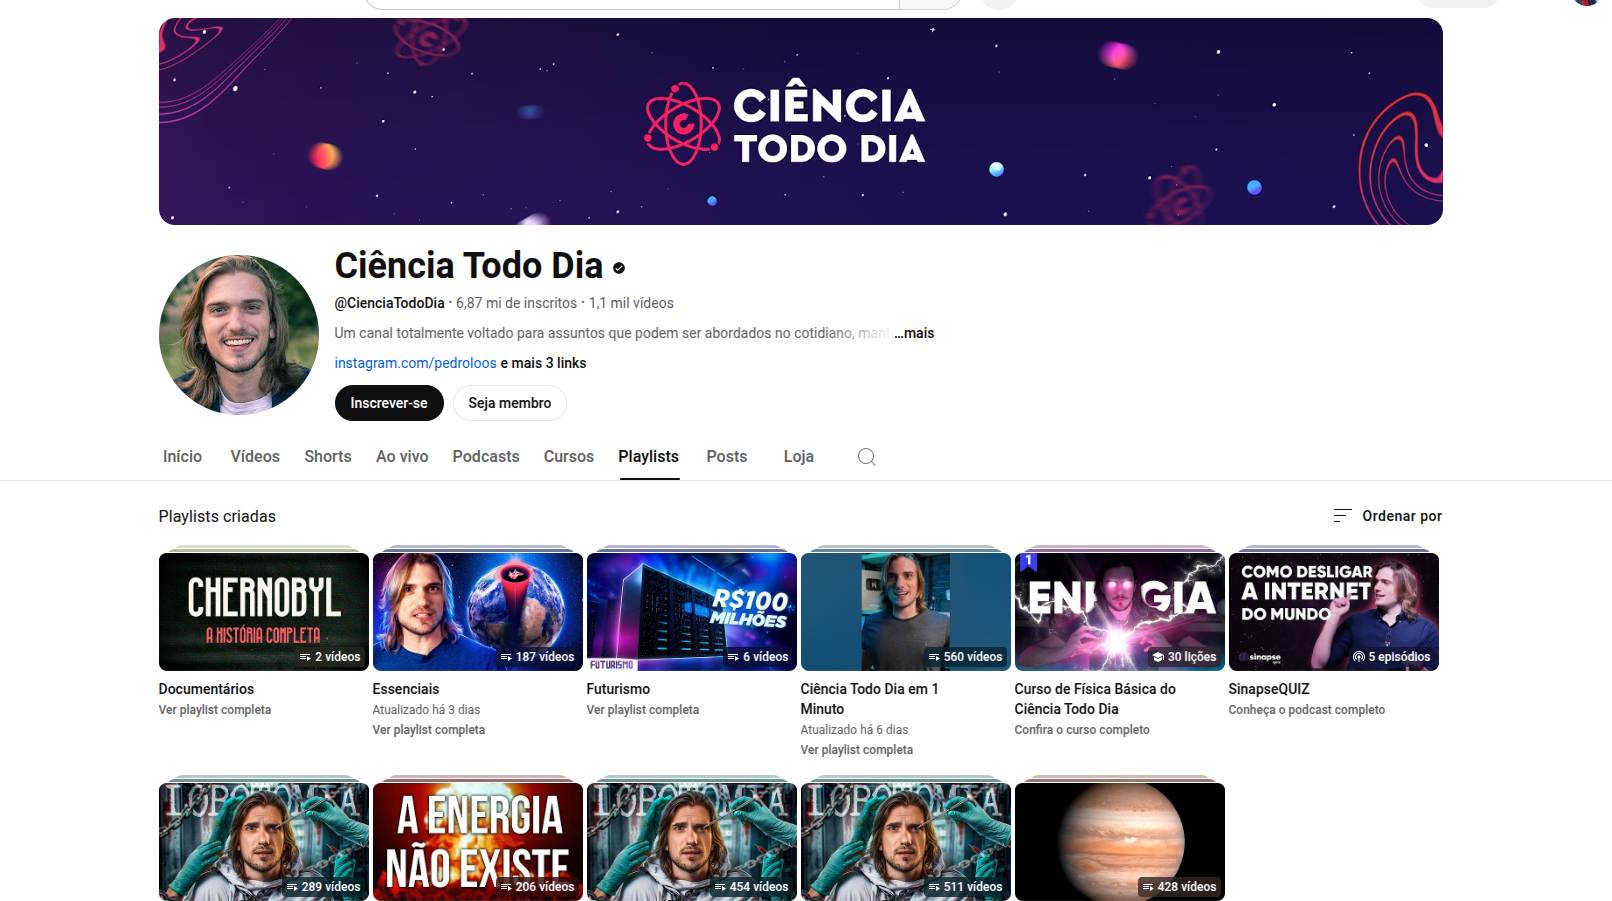 CIÊNCIA
TODO DIA
Ciência Todo Dia
@CienciaTodoDia · 6,87 mi de inscritos · 1,1 mil vídeos
Um canal totalmente voltado para assuntos que podem ser abordados no cotidiano, mant ...mais
instagram.com/pedroloos e mais 3 links
Inscrever-se
Seja membro
Início Vídeos Shorts Ao vivo Podcasts Cursos Playlists Posts Loja
Playlists criadas
Ordenar por
CHERNOBYL
A HISTÓRIA COMPLETA
2 vídeos
Documentários
Ver playlist completa
187 vídeos
Essenciais
Atualizado há 3 dias
Ver playlist completa
R$100
MILHÕES
FUTURISMO
6 vídeos
Futurismo
Ver playlist completa
560 vídeos
Ciência Todo Dia em 1
Minuto
Atualizado há 6 dias
Ver playlist completa
1
ENERGIA
30 lições
Curso de Física Básica do
Ciência Todo Dia
Confira o curso completo
COMO DESLIGAR
A INTERNET
DO MUNDO
sinapse
5 episódios
SinapseQUIZ
Conheça o podcast completo
LOBOTOMIA
289 vídeos
A ENERGIA
NÃO EXISTE
206 vídeos
LOBOTOMIA
454 vídeos
LOBOTOMIA
511 vídeos
428 vídeos